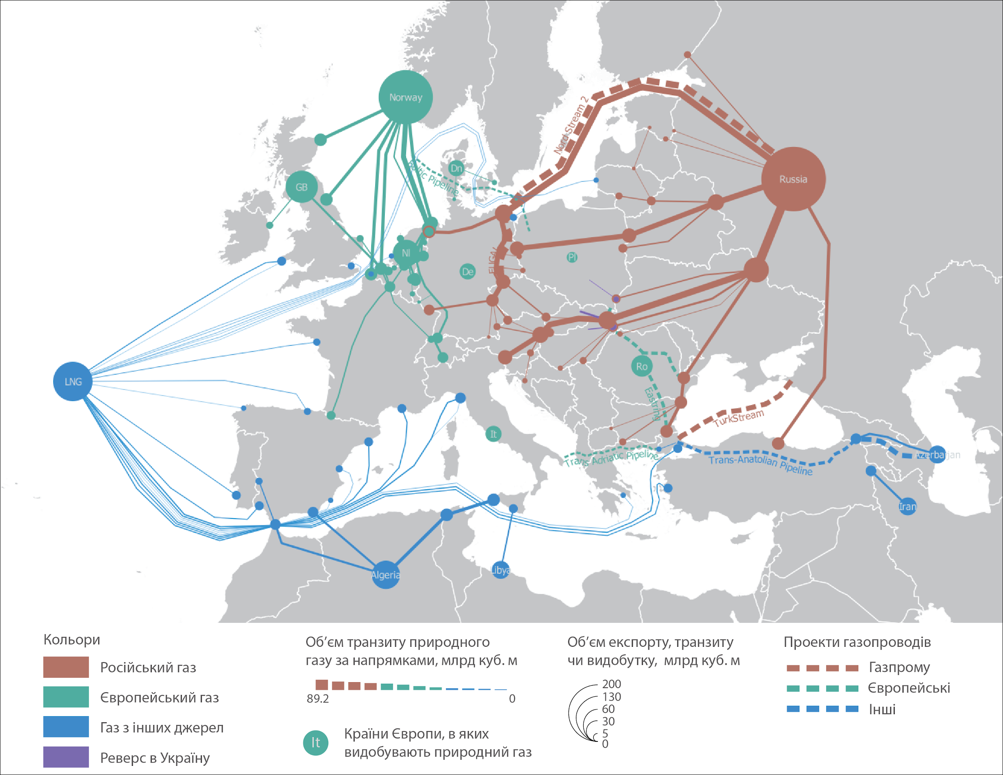 Norway
Nord Stream 2
Russia
Dn
Baltic Pipeline
GB
Nl
De
EUGAL
Pl
LNG
Ro
Eastring
It
TurkStream
Trans Adriatic Pipeline
Trans-Anatolian Pipeline
Azerbaijan
Iran
Algeria
Libya
Кольори
Російський газ
Європейський газ
Газ з інших джерел
Реверс в Україну
Об’єм транзиту природного
газу за напрямками, млрд куб. м
89.2
0
It
Країни Європи, в яких
видобувають природний газ
Об’єм експорту, транзиту
чи видобутку, млрд куб. м
200
130
60
30
5
0
Проекти газопроводів
Газпрому
Європейські
Інші